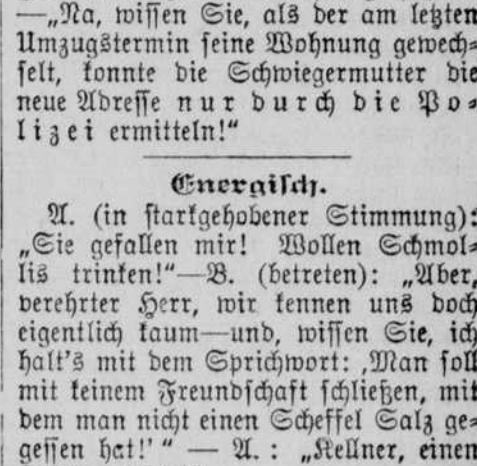 —„Na, wissen Sie, als der am letzten
Umzugstermin seine Wohnung gewech=
selt, konnte die Schwiegermutter die
neue Adresse nur durch die Po=
lizei ermitteln!“
Energisch.
A. (in starkgehobener Stimmung):
„Sie gefallen mir! Wollen Schmol=
lis trinken!“—B. (betreten): „Aber,
verehrter Herr, wir kennen uns doch
eigentlich kaum—und, wissen Sie, ich
halt's mit dem Sprichwort: ‚Man soll
mit keinem Freundschaft schließen, mit
dem man nicht einen Scheffel Salz ge=
gessen hat!‘ “ — A. : „Kellner, einen